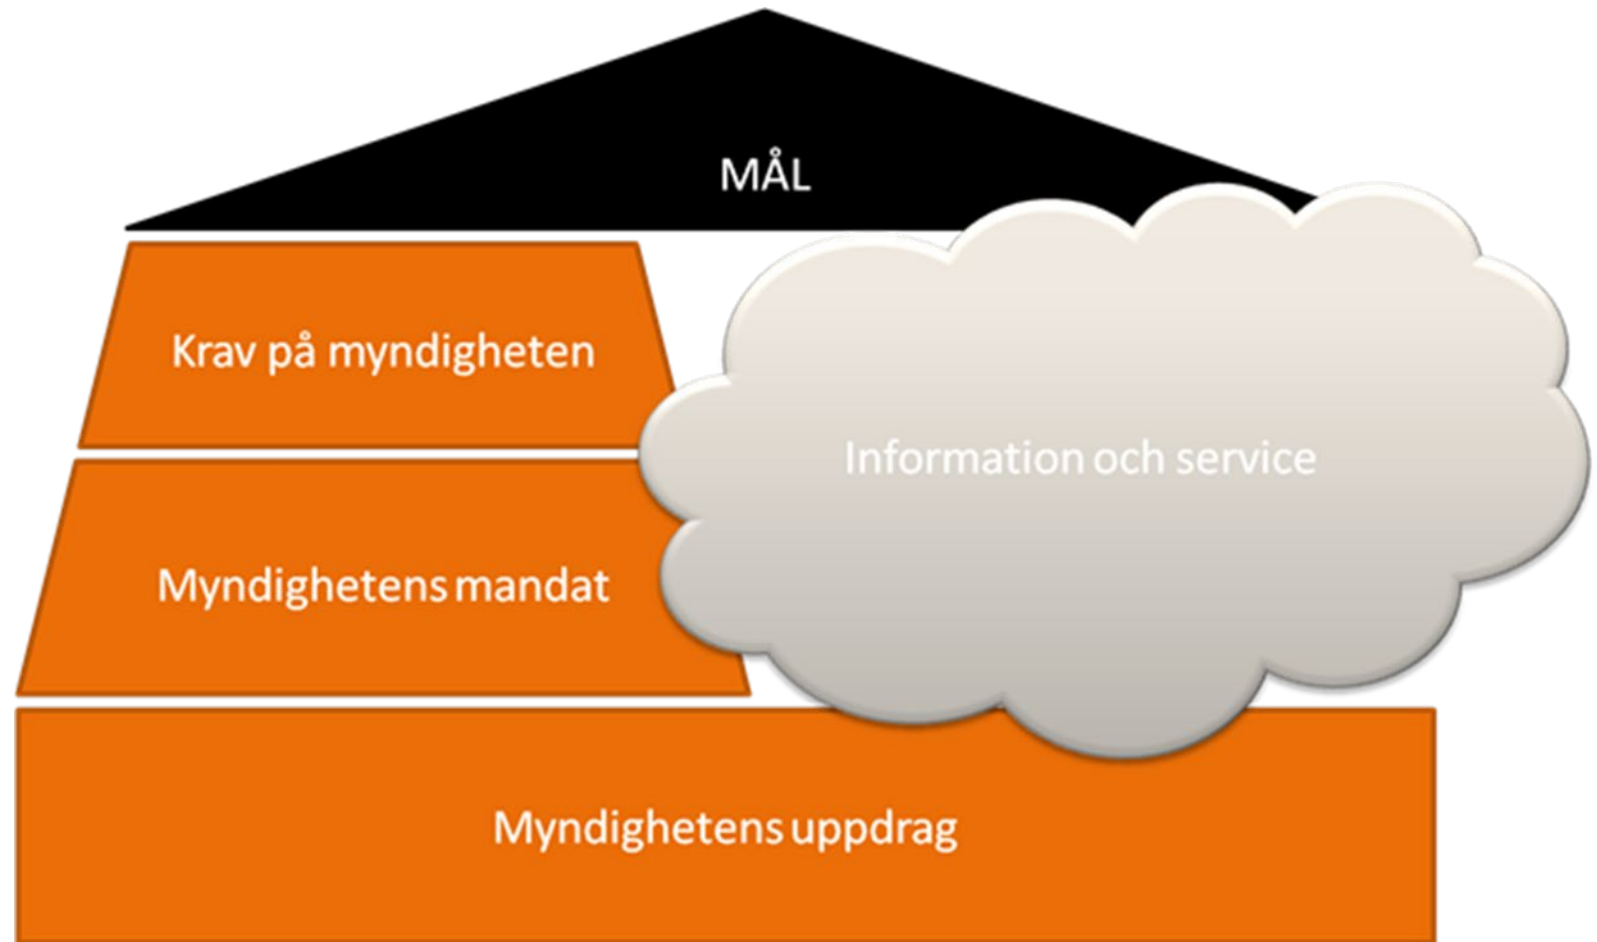 MÅL
Krav på myndigheten
Information och service
Myndighetens mandat
Myndighetens uppdrag